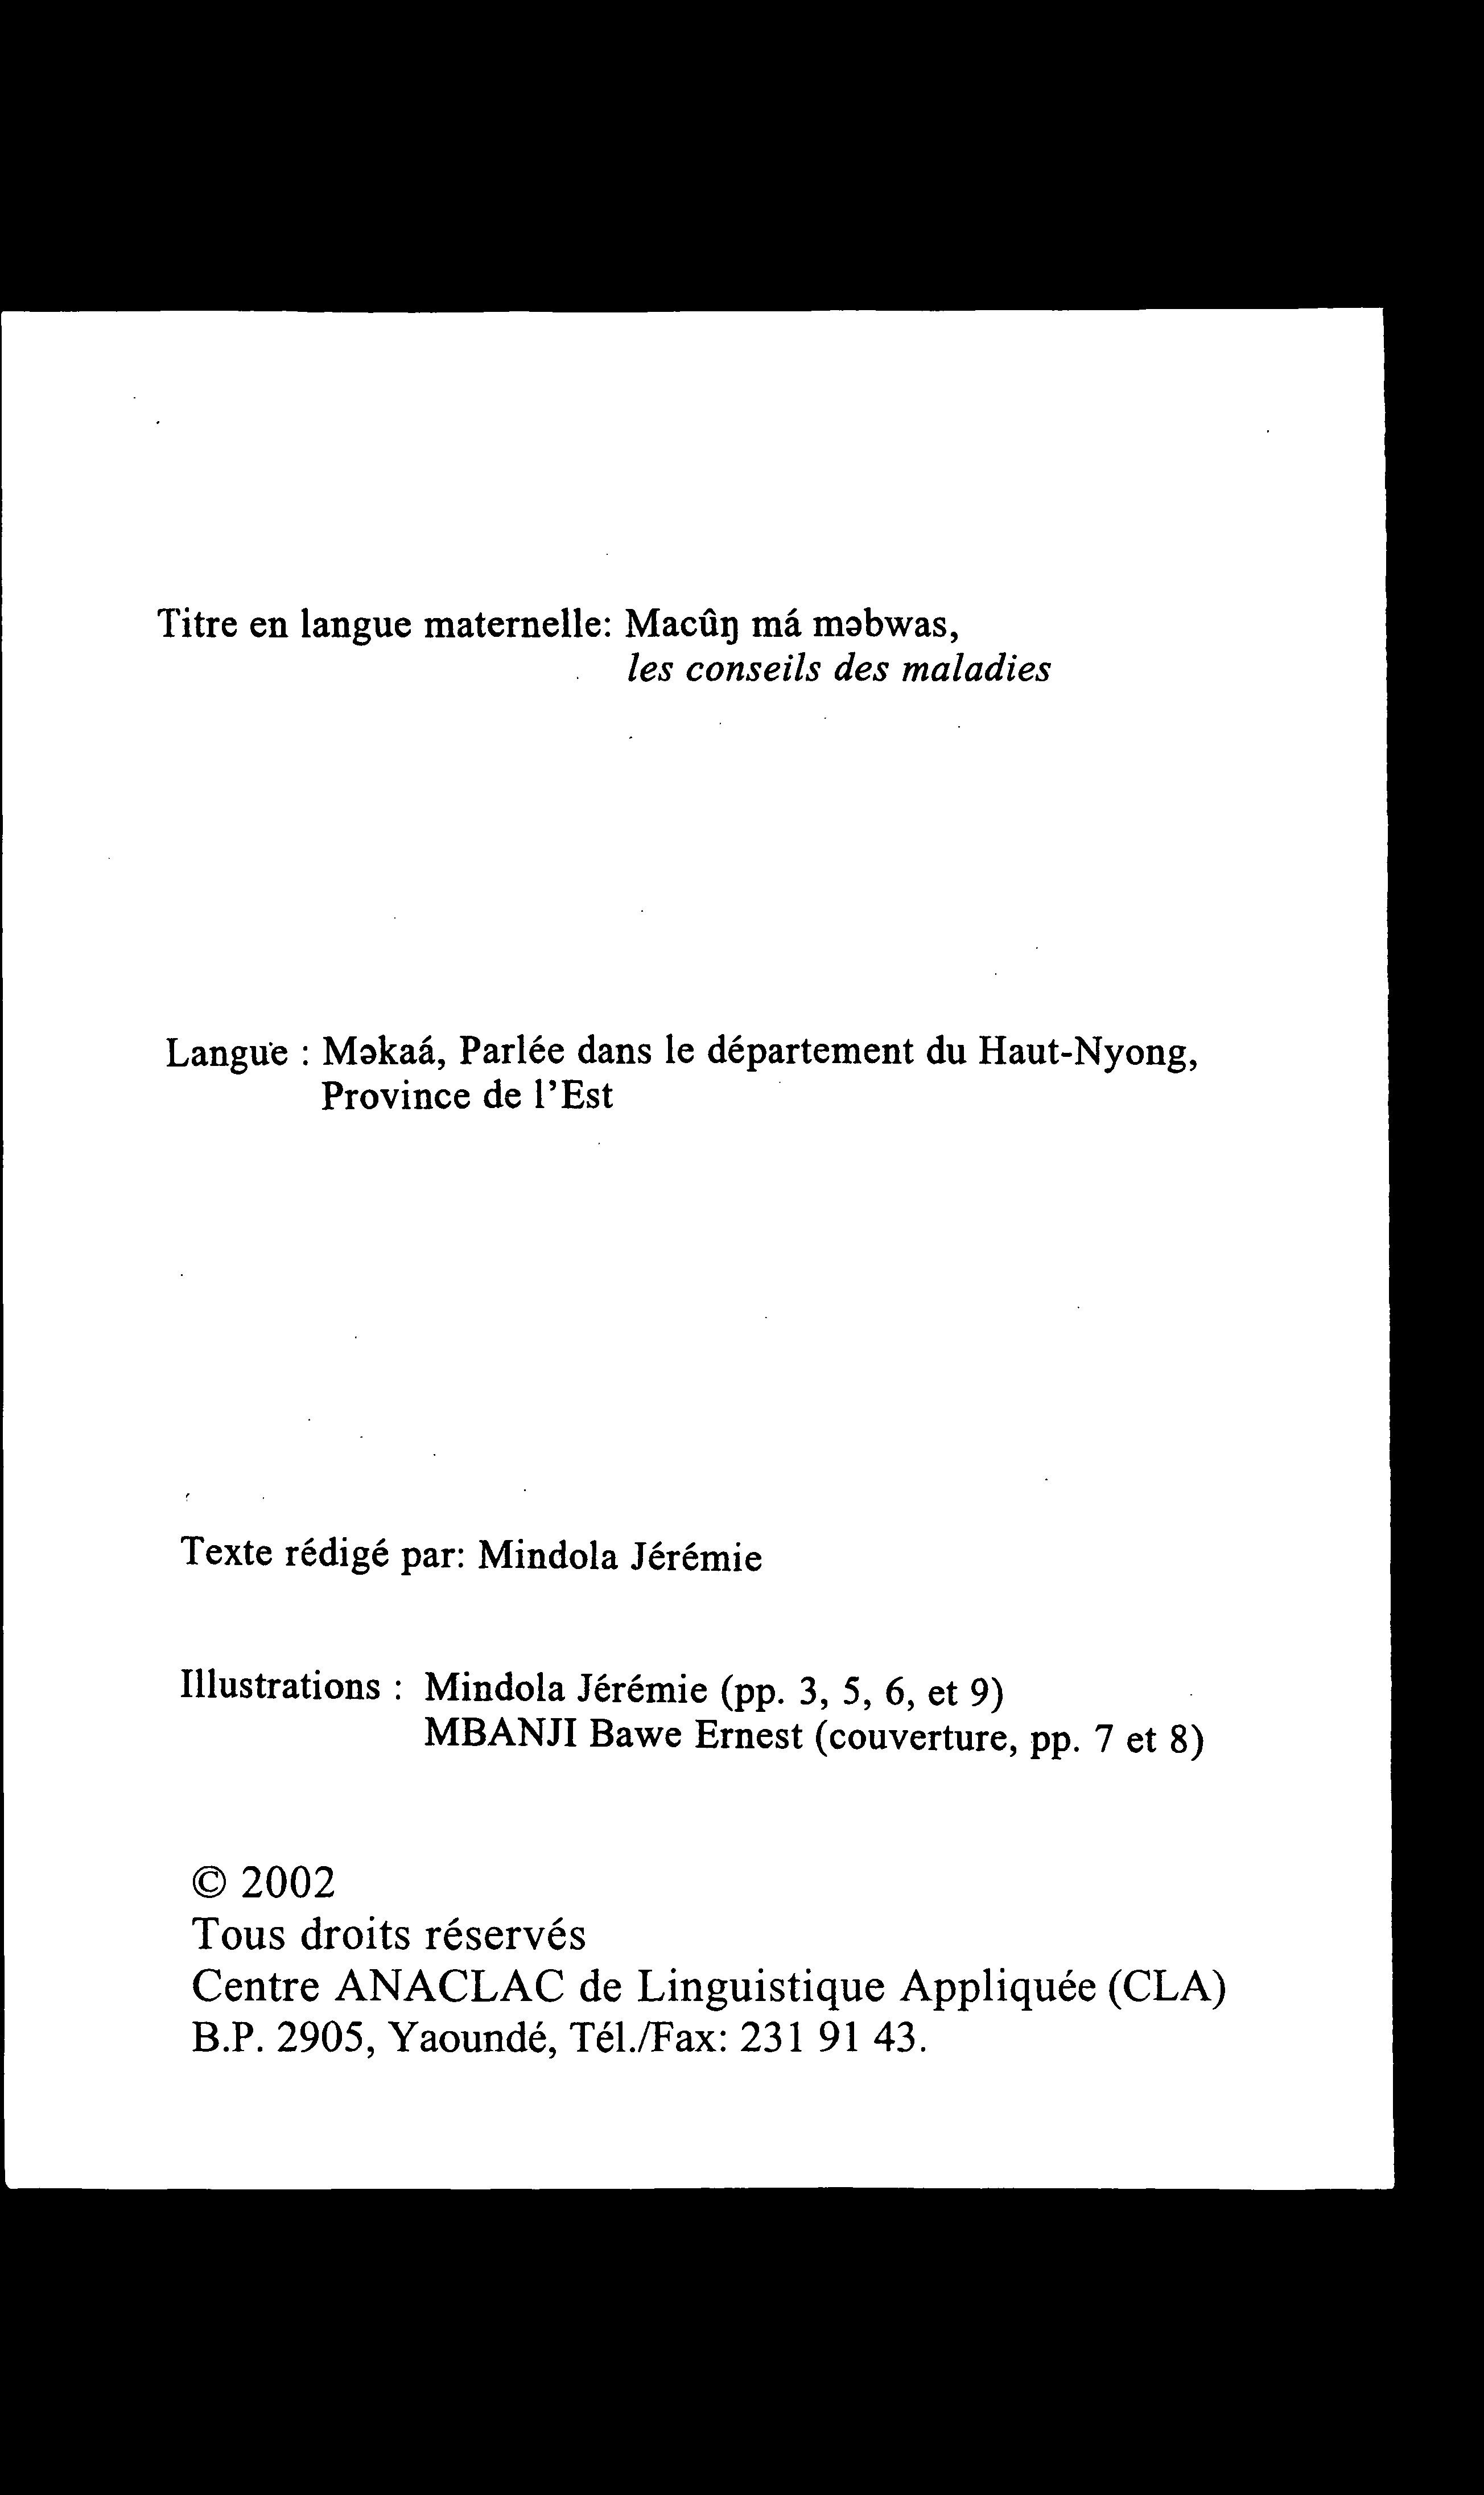 Titre en langue maternelle: Macûŋ má məbwas,
les conseils des maladies
Langue : Məkaá, Parlée dans le département du Haut-Nyong,
Province de l’Est
Texte rédigé par: Mindola Jérémie
Illustrations : Mindola Jérémie (pp. 3, 5, 6, et 9)
MBANJI Bawe Ernest (couverture, pp. 7 et 8)
© 2002
Tous droits réservés
Centre ANACLAC de Linguistique Appliquée (CLA)
B.P. 2905, Yaoundé, Tél./Fax: 231 91 43.